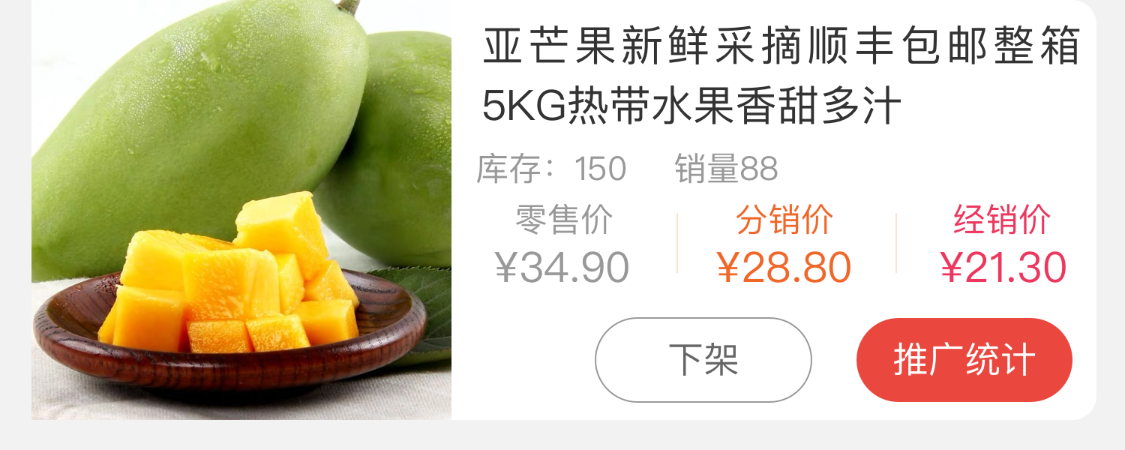 亚芒果新鲜采摘顺丰包邮整箱
5KG热带水果香甜多汁
库存：150 销量88
零售价 分销价 经销价
¥34.90 ¥28.80 ¥21.30
下架 推广统计